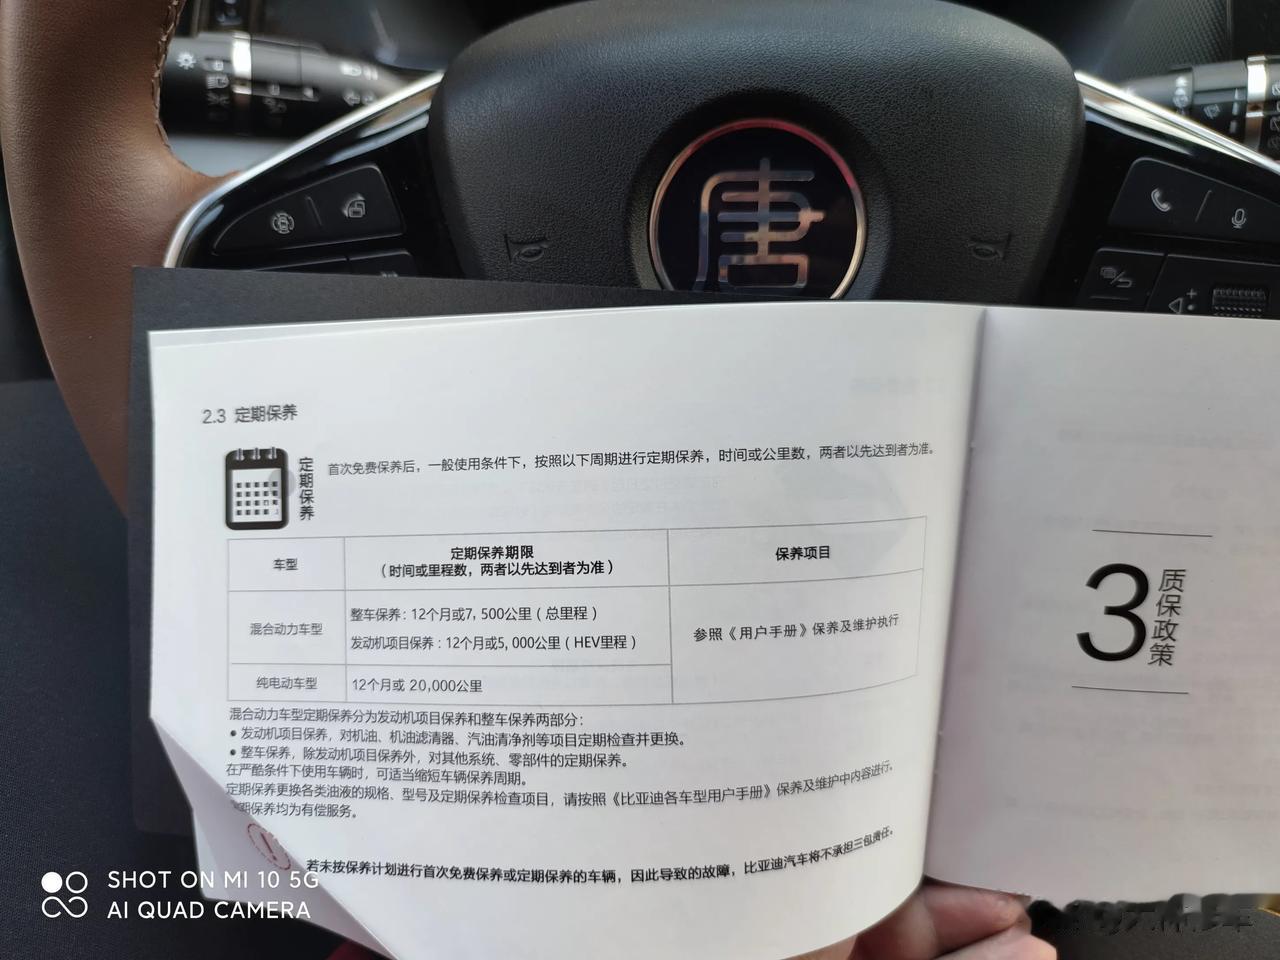 唐
2.3 定期保养
定期保养
首次免费保养后，一般使用条件下，按照以下周期进行定期保养，时间或公里数，两者以先达到者为准。
车型
定期保养期限
（时间或里程数，两者以先达到者为准）
保养项目
混合动力车型
整车保养：12个月或7，500公里（总里程）
发动机项目保养：12个月或5，000公里（HEV里程）
参照《用户手册》保养及维护执行
纯电动车型
12个月或 20,000公里
混合动力车型定期保养分为发动机项目保养和整车保养两部分：
• 发动机项目保养，对机油、机油滤清器、汽油清净剂等项目定期检查并更换。
• 整车保养，除发动机项目保养外，对其他系统、零部件的定期保养。
在严酷条件下使用车辆时，可适当缩短车辆保养周期。
定期保养更换各类油液的规格、型号及定期保养检查项目，请按照《比亚迪各车型用户手册》保养及维护中内容进行。
期保养均为有偿服务。
若未按保养计划进行首次免费保养或定期保养的车辆，因此导致的故障，比亚迪汽车将不承担三包责任。
3
质保政策
SHOT ON MI 10 5G
AI QUAD CAMERA